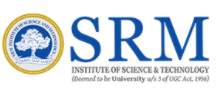 SRM
INSTITUTE OF SCIENCE & TECHNOLOGY
(Deemed to be University u/s 3 of UGC Act, 1956)